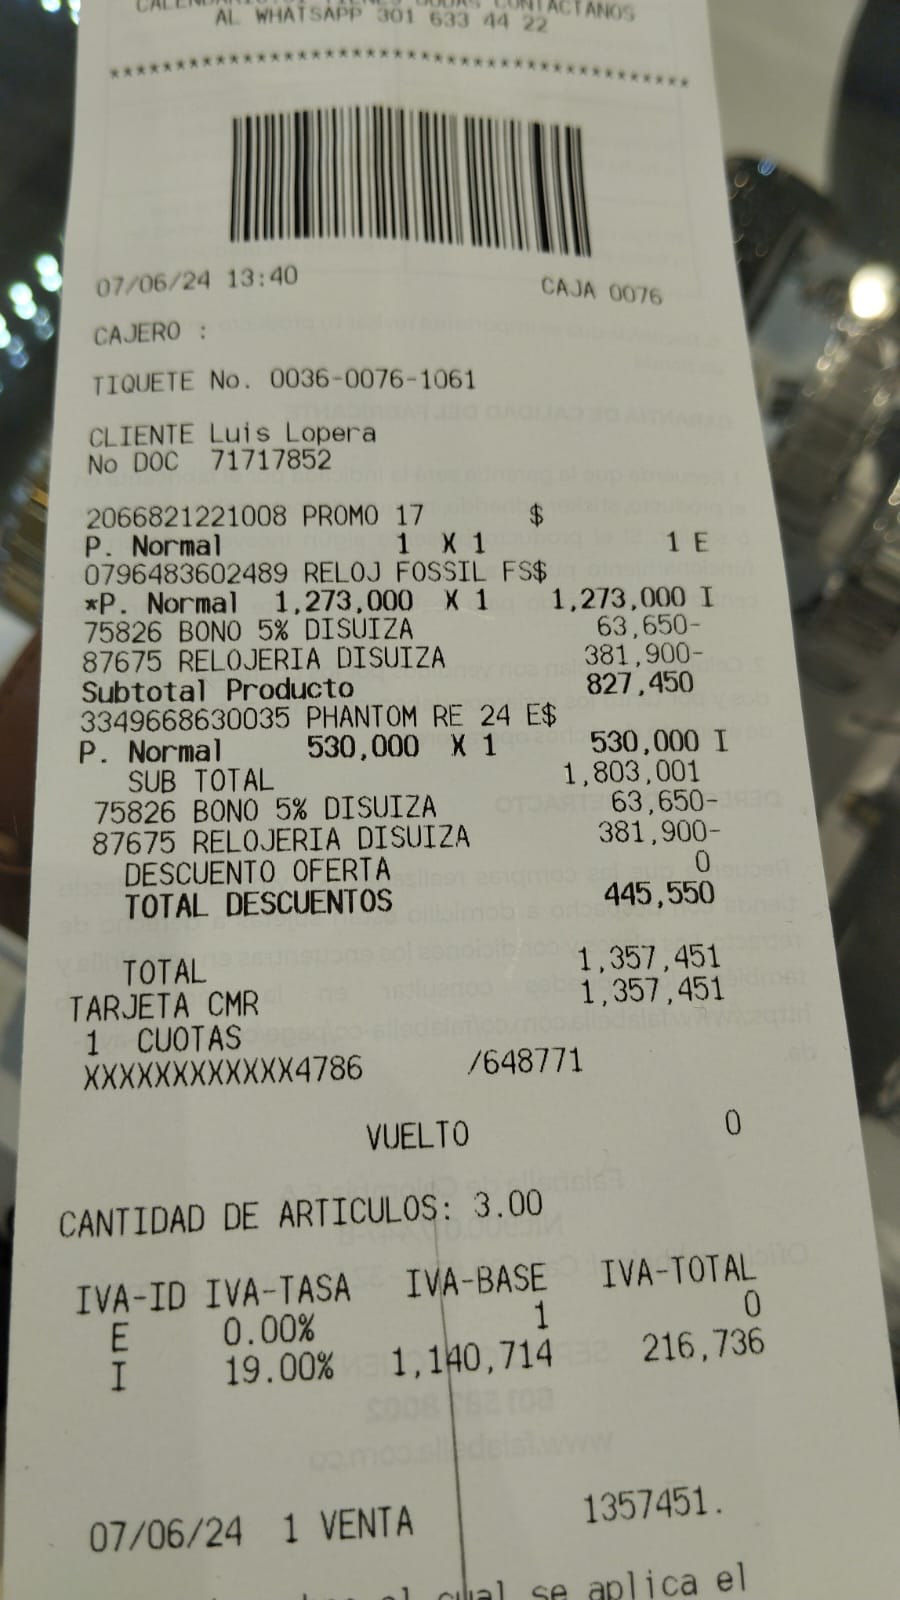 AL WHATSAPP 301 633 44 22
****************************************************
07/06/24 13:40 CAJA 0076
CAJERO :
TIQUETE No. 0036-0076-1061
CLIENTE Luis Lopera
No DOC 71717852
2066821221008 PROMO 17 $
P. Normal 1 X 1 1 E
0796483602489 RELOJ FOSSIL FS$
*P. Normal 1,273,000 X 1 1,273,000 I
75826 BONO 5% DISUIZA 63,650-
87675 RELOJERIA DISUIZA 381,900-
Subtotal Producto 827,450
3349668630035 PHANTOM RE 24 E$
P. Normal 530,000 X 1 530,000 I
SUB TOTAL 1,803,001
75826 BONO 5% DISUIZA 63,650-
87675 RELOJERIA DISUIZA 381,900-
DESCUENTO OFERTA 0
TOTAL DESCUENTOS 445,550
TOTAL 1,357,451
TARJETA CMR 1,357,451
1 CUOTAS
XXXXXXXXXXXX4786 /648771
VUELTO 0
CANTIDAD DE ARTICULOS: 3.00
IVA-ID IVA-TASA IVA-BASE IVA-TOTAL
E 0.00% 1 0
I 19.00% 1,140,714 216,736
07/06/24 1 VENTA 1357451.
el cual se aplica el